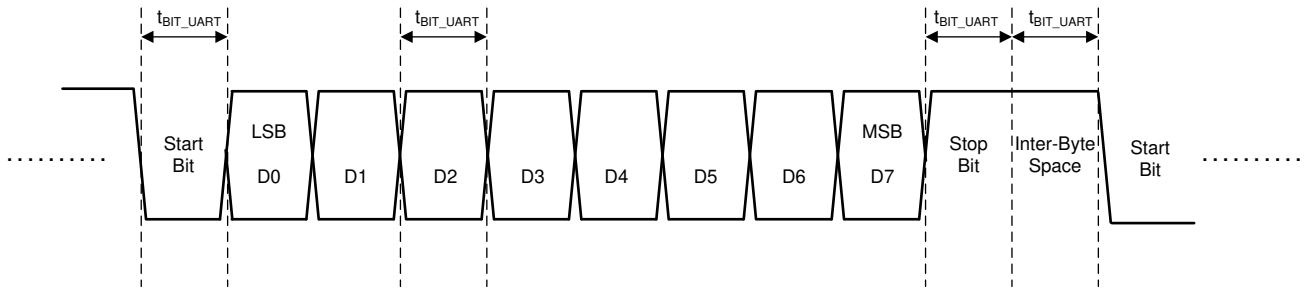 tBIT_UART tBIT_UART tBIT_UART tBIT_UART
LSB MSB
Start Bit D0 D1 D2 D3 D4 D5 D6 D7 Stop Bit Inter-Byte Space Start Bit